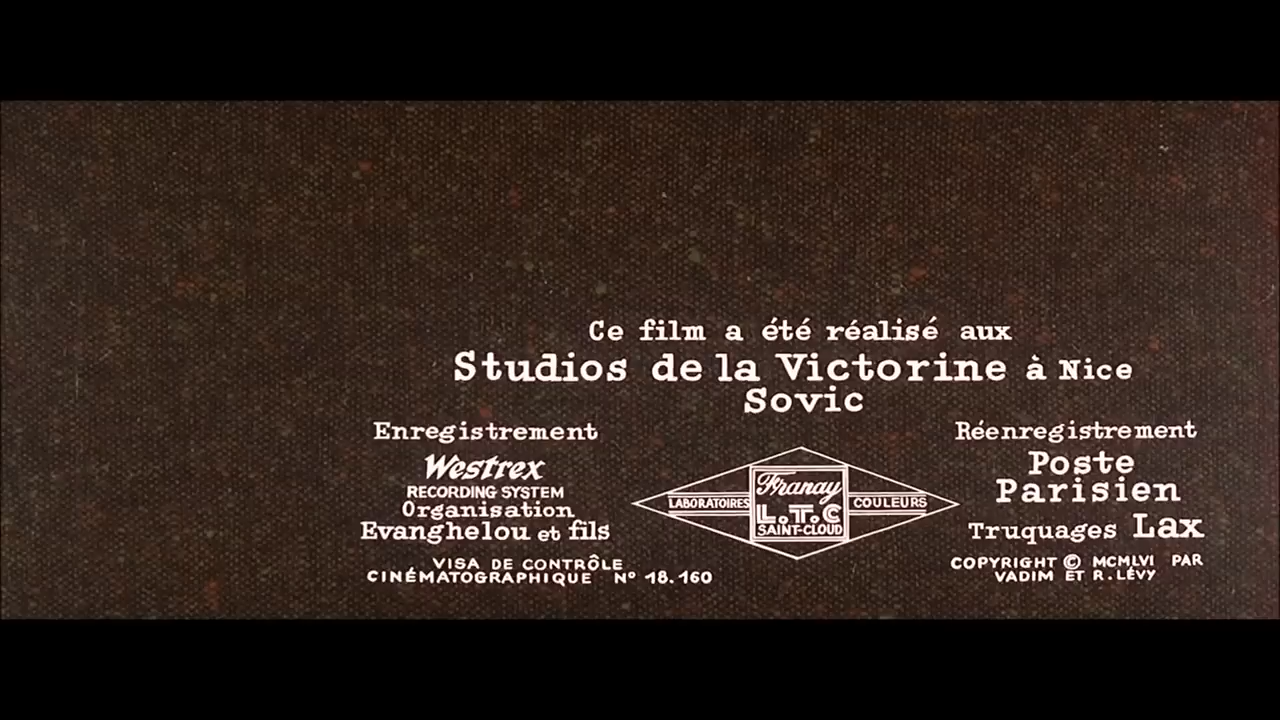 Ce film a été réalisé aux
Studios de la Victorine à Nice
Sovic
Enregistrement
Westrex
RECORDING SYSTEM
Organisation
Evanghelou et fils
VISA DE CONTRÔLE
CINÉMATOGRAPHIQUE N° 18.160
LABORATOIRES Franay COULEURS
L.T.C
SAINT-CLOUD
Réenregistrement
Poste
Parisien
Truquages Lax
COPYRIGHT © MCMLVI PAR
VADIM ET R. LÉVY